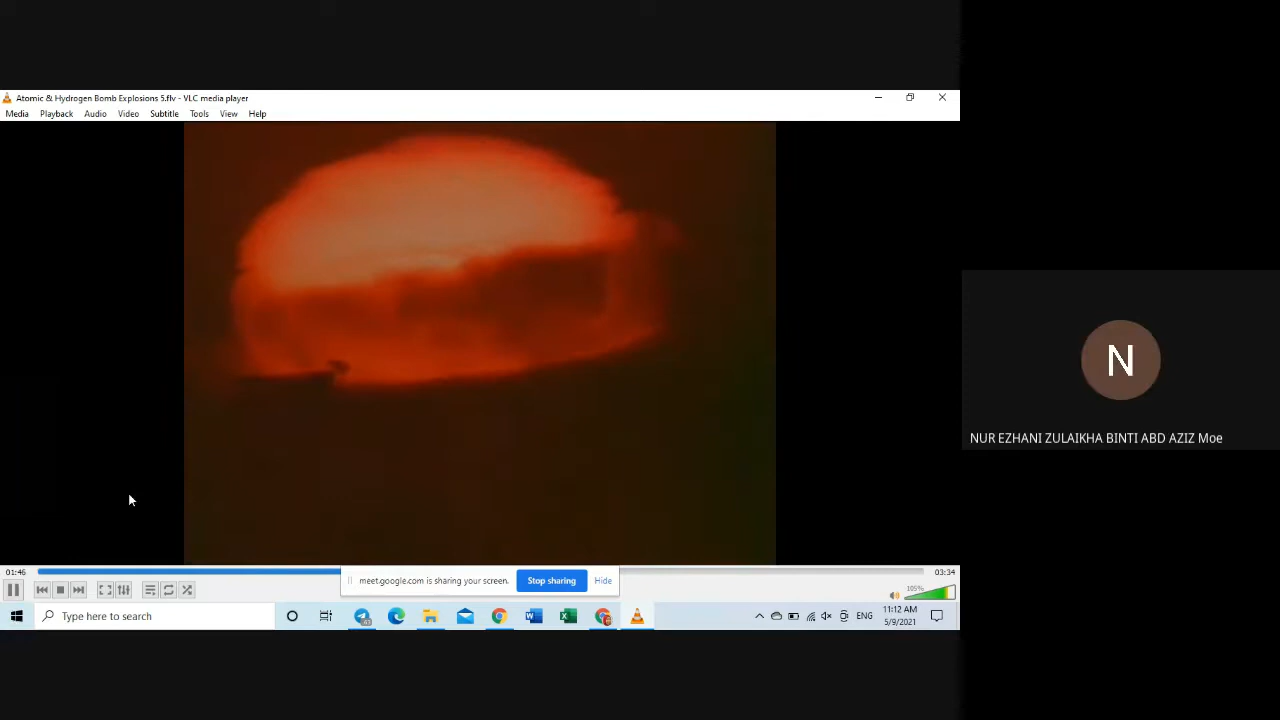 Atomic & Hydrogen Bomb Explosions 5.flv - VLC media player
Media Playback Audio Video Subtitle Tools View Help
N
NUR EZHANI ZULAIKHA BINTI ABD AZIZ Moe
01:46
03:34
meet.google.com is sharing your screen.
Stop sharing
Hide
105%
Type here to search
ENG
11:12 AM
5/9/2021